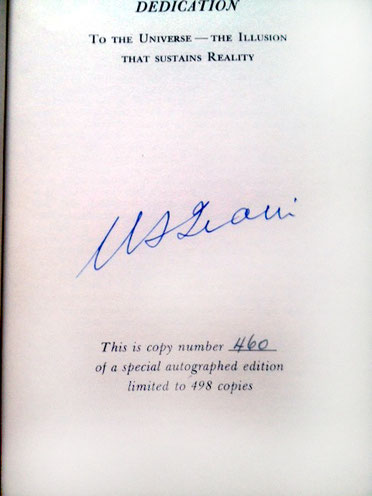 DEDICATION
To the Universe — the Illusion
that sustains Reality
This is copy number 460
of a special autographed edition
limited to 498 copies